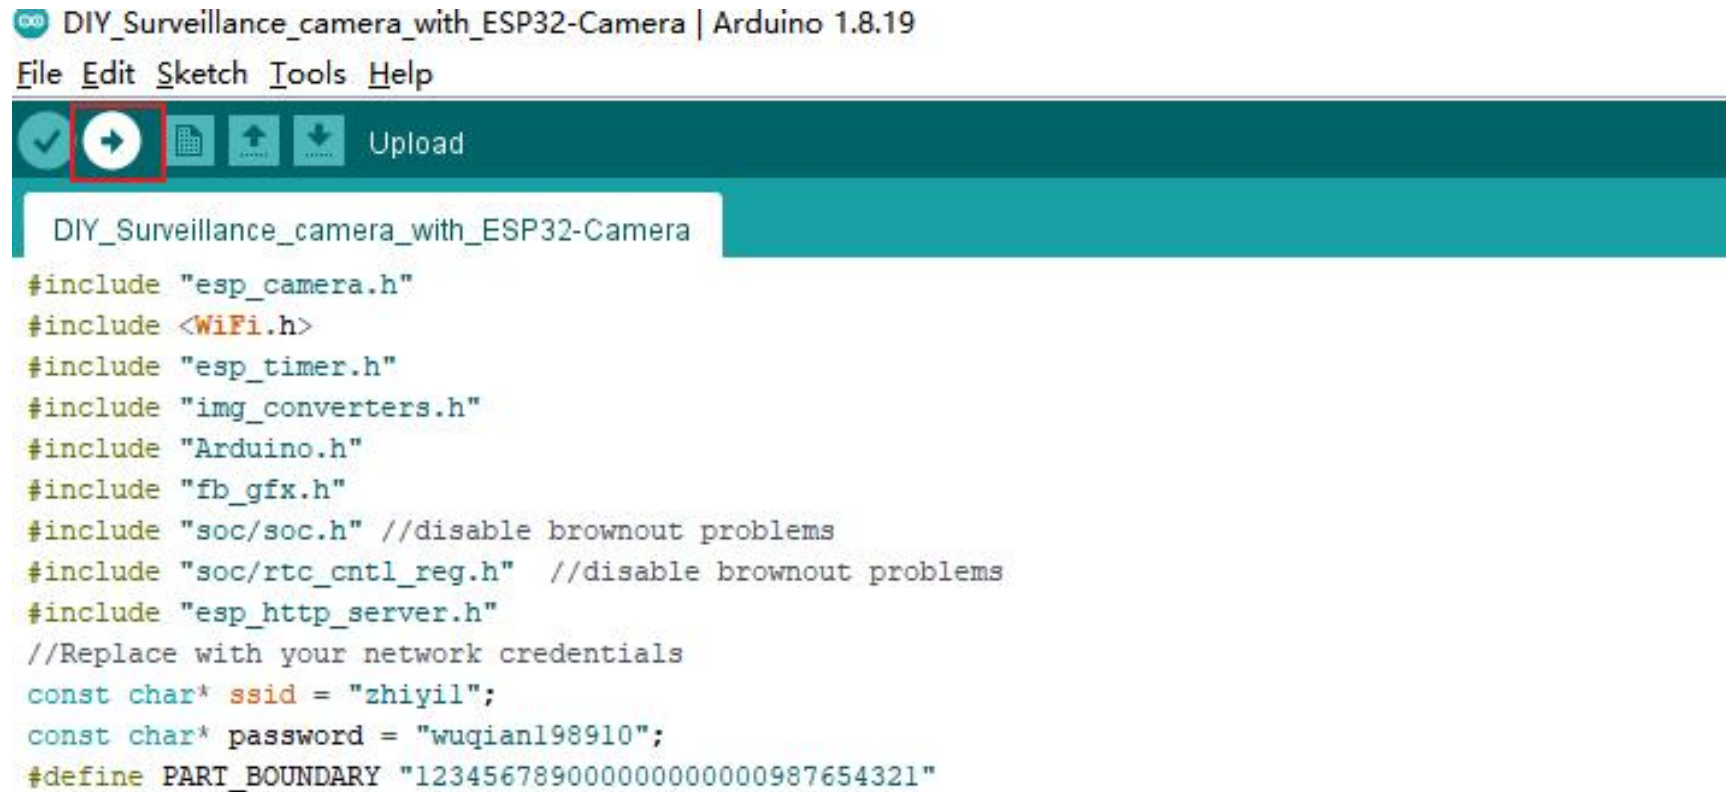 DIY_Surveillance_camera_with_ESP32-Camera | Arduino 1.8.19
File Edit Sketch Tools Help
Upload
DIY_Surveillance_camera_with_ESP32-Camera
#include "esp_camera.h"
#include <WiFi.h>
#include "esp_timer.h"
#include "img_converters.h"
#include "Arduino.h"
#include "fb_gfx.h"
#include "soc/soc.h" //disable brownout problems
#include "soc/rtc_cntl_reg.h"  //disable brownout problems
#include "esp_http_server.h"
//Replace with your network credentials
const char* ssid = "zhiyi1";
const char* password = "wuqian198910";
#define PART_BOUNDARY "123456789000000000000987654321"